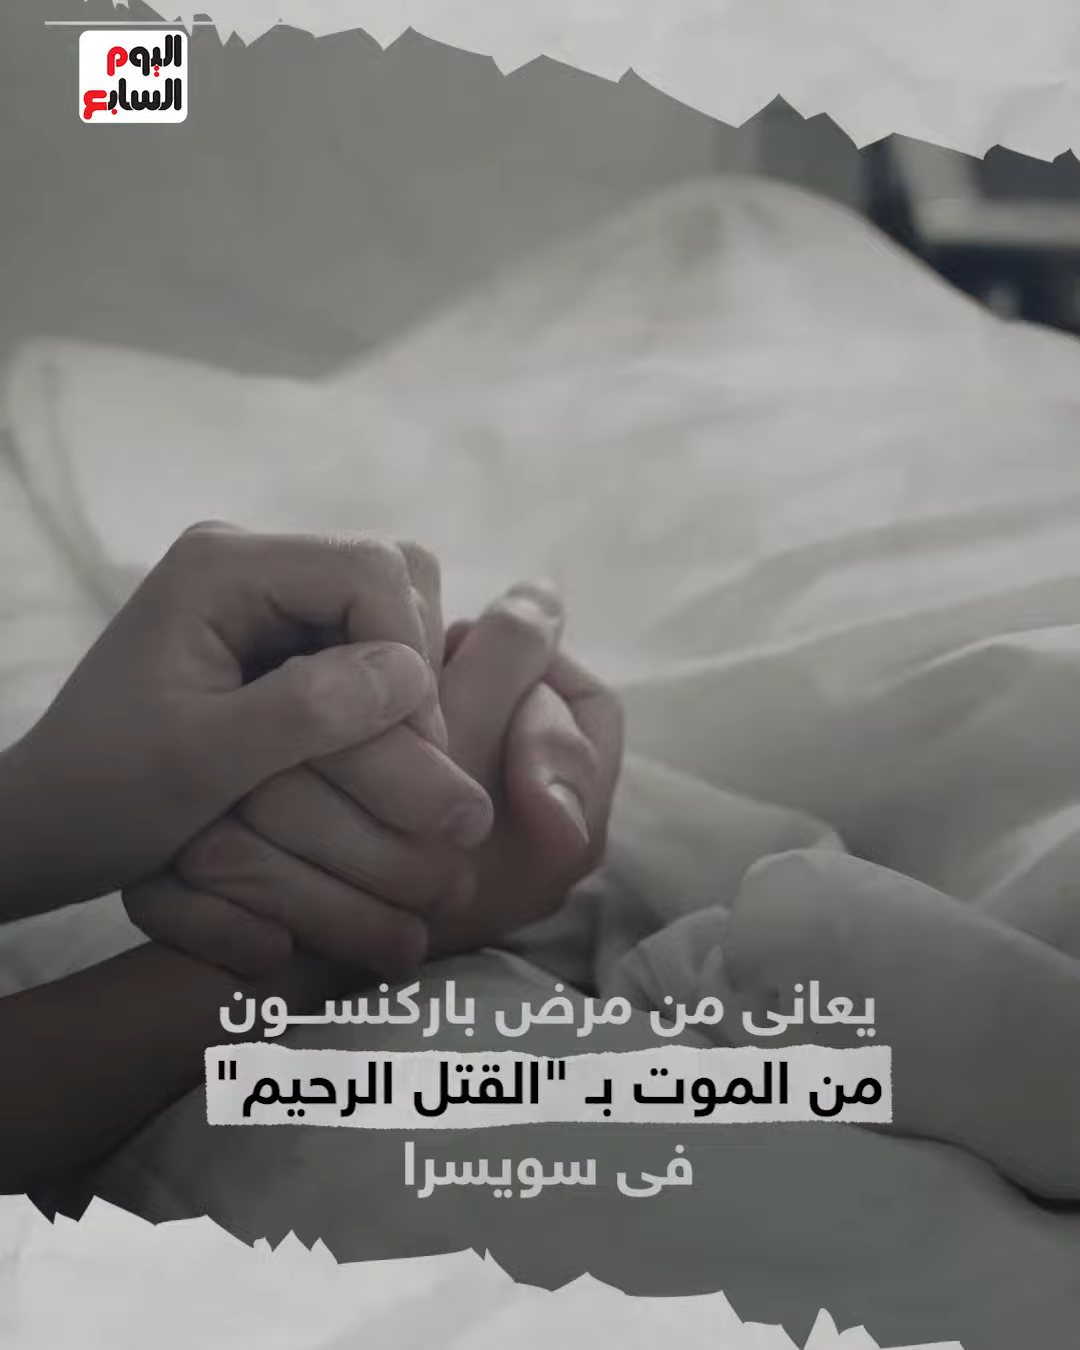 اليوم
السابع
يعانى من مرض باركنســون
من الموت بـ "القتل الرحيم"
فى سويسرا